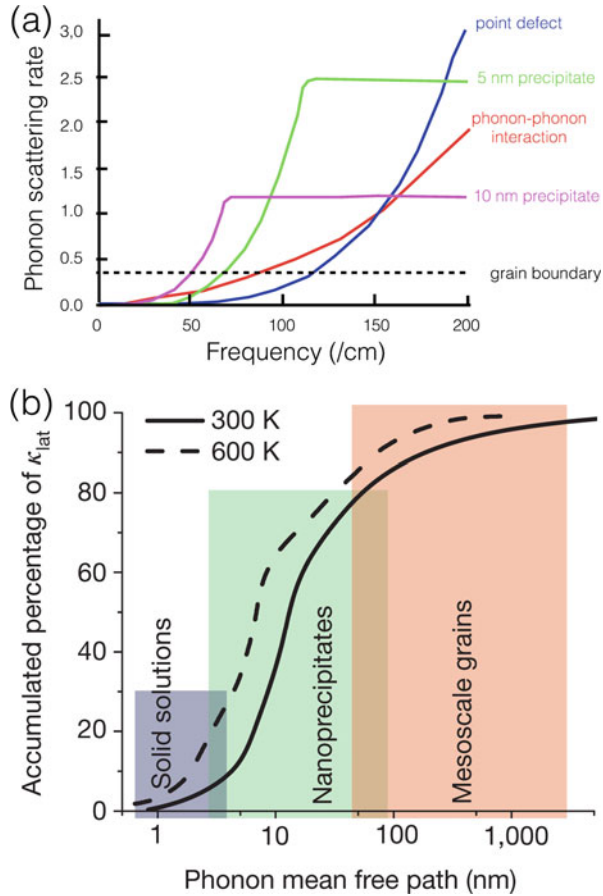 (a)
Phonon scattering rate
3,0
2.5
2.0
1.5
1.0
0.5
0.0
0
50
100
150
200
Frequency (/cm)
point defect
5 nm precipitate
phonon-phonon
interaction
10 nm precipitate
grain boundary
(b)
Accumulated percentage of κlat
100
80
60
40
20
0
300 K
600 K
Solid solutions
Nanoprecipitates
Mesoscale grains
1
10
100
1,000
Phonon mean free path (nm)